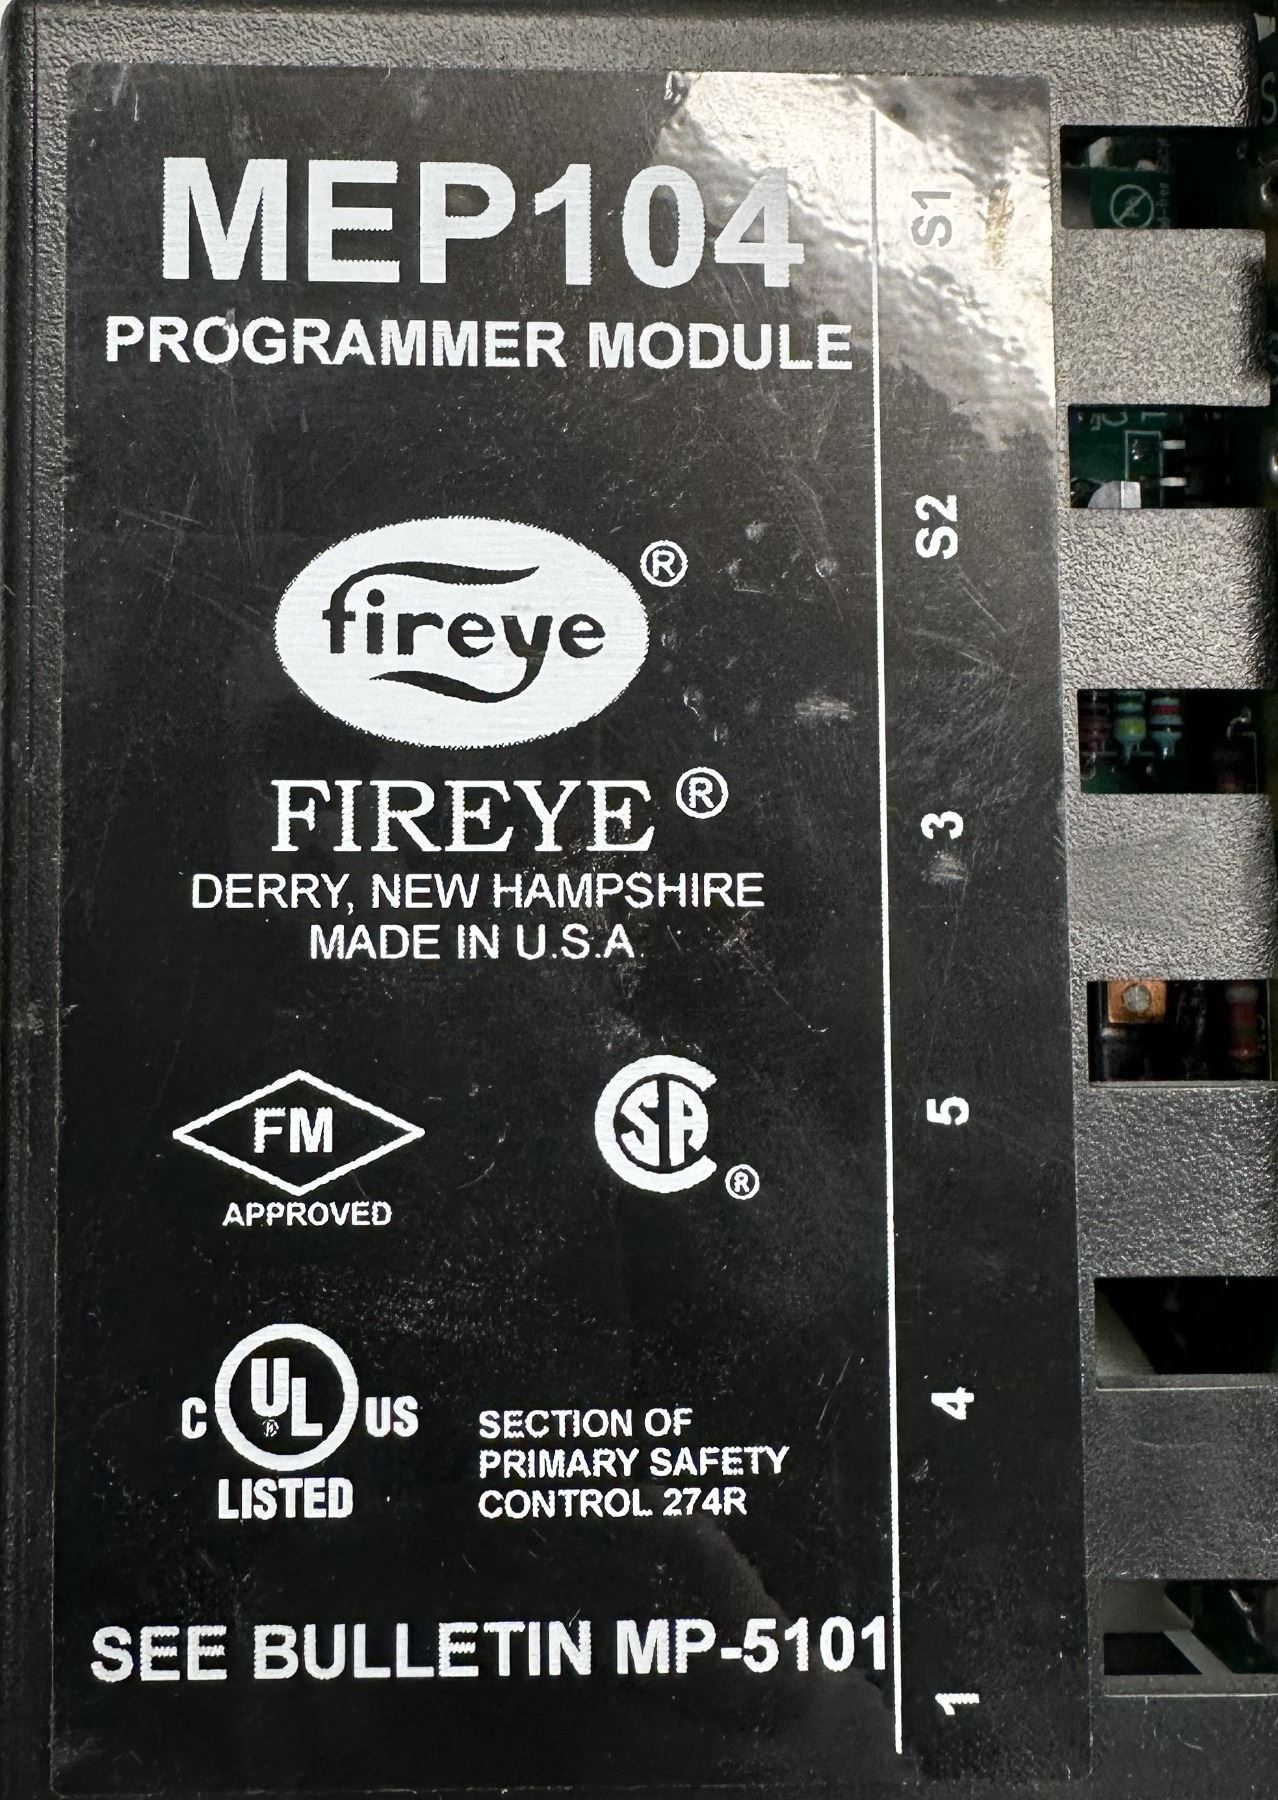 MEP104
PROGRAMMER MODULE
fireye®
FIREYE®
DERRY, NEW HAMPSHIRE
MADE IN U.S.A.
FM
APPROVED
CSA®
C UL® US
LISTED
SECTION OF
PRIMARY SAFETY
CONTROL 274R
SEE BULLETIN MP-5101
S1
S2
3
5
4
1